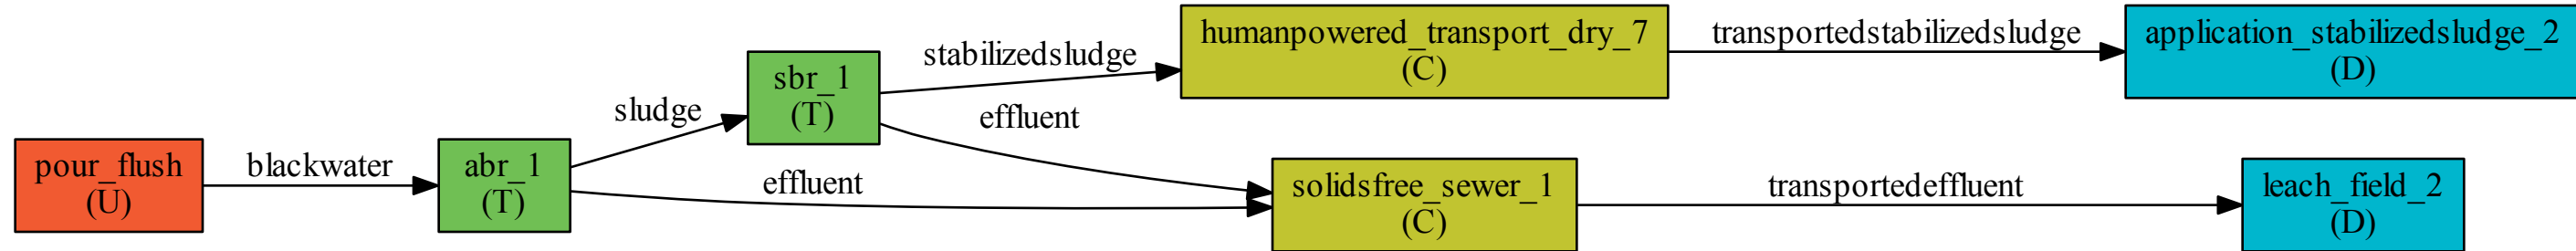 pour_flush
(U)
blackwater
abr_1
(T)
sludge
effluent
sbr_1
(T)
stabilizedsludge
effluent
humanpowered_transport_dry_7
(C)
solidsfree_sewer_1
(C)
transportedstabilizedsludge
transportedeffluent
application_stabilizedsludge_2
(D)
leach_field_2
(D)